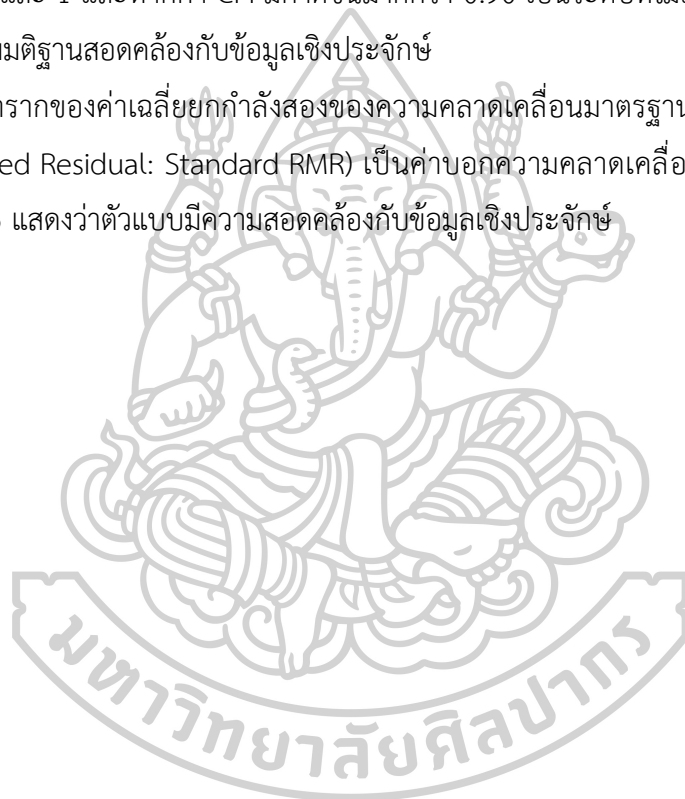 มมติฐานสอดคล้องกับข้อมูลเชิงประจักษ์
ารากของค่าเฉลี่ยยกกำลังสองของความคลาดเคลื่อนมาตรฐาน
ed Residual: Standard RMR) เป็นค่าบอกความคลาดเคลื่อ
แสดงว่าตัวแบบมีความสอดคล้องกับข้อมูลเชิงประจักษ์
มหาวิทยาลัยศิลปากร